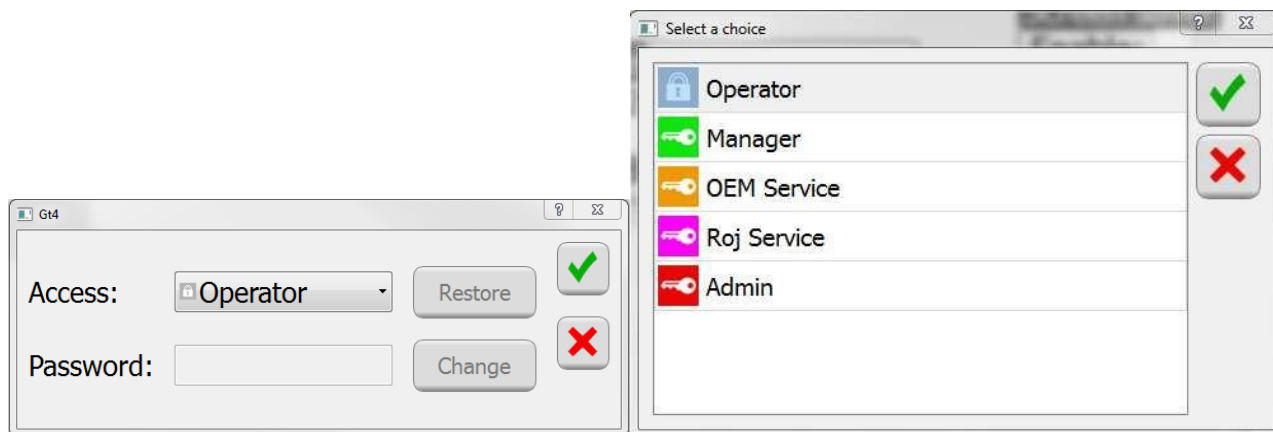 Gt4
Access:
Operator
Restore
Password:
Change
Select a choice
Operator
Manager
OEM Service
Roj Service
Admin